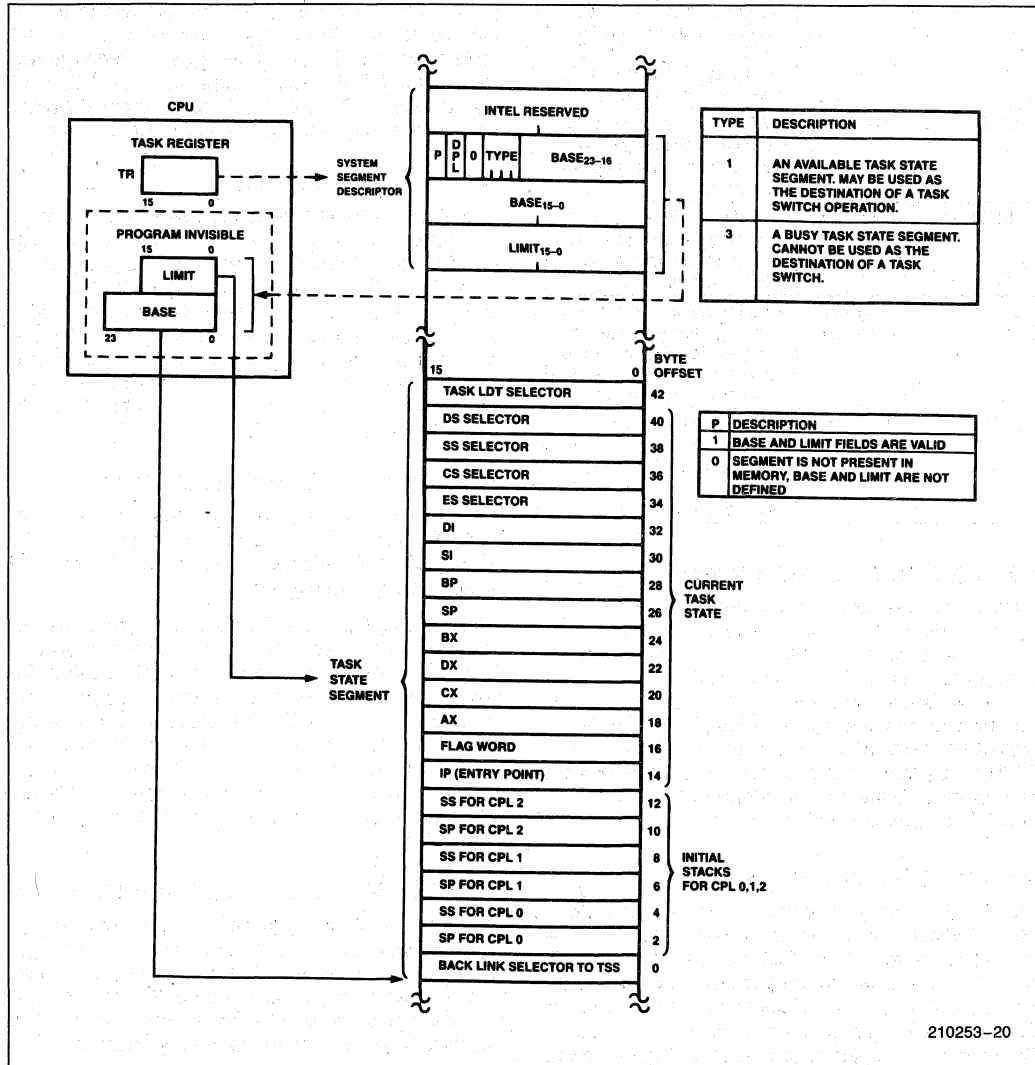 CPU
TASK REGISTER
TR
15 0
PROGRAM INVISIBLE
15 0
LIMIT
BASE
23 0
SYSTEM
SEGMENT
DESCRIPTOR
INTEL RESERVED
P DPL 0 TYPE BASE23–16
BASE15–0
LIMIT15–0
TYPE DESCRIPTION
1 AN AVAILABLE TASK STATE
SEGMENT. MAY BE USED AS
THE DESTINATION OF A TASK
SWITCH OPERATION.
3 A BUSY TASK STATE SEGMENT.
CANNOT BE USED AS THE
DESTINATION OF A TASK
SWITCH.
15 0
BYTE
OFFSET
TASK LDT SELECTOR 42
DS SELECTOR 40
SS SELECTOR 38
CS SELECTOR 36
ES SELECTOR 34
DI 32
SI 30
BP 28
SP 26
BX 24
DX 22
CX 20
AX 18
FLAG WORD 16
IP (ENTRY POINT) 14
SS FOR CPL 2 12
SP FOR CPL 2 10
SS FOR CPL 1 8
SP FOR CPL 1 6
SS FOR CPL 0 4
SP FOR CPL 0 2
BACK LINK SELECTOR TO TSS 0
TASK
STATE
SEGMENT
P DESCRIPTION
1 BASE AND LIMIT FIELDS ARE VALID
0 SEGMENT IS NOT PRESENT IN
MEMORY, BASE AND LIMIT ARE NOT
DEFINED
CURRENT
TASK
STATE
INITIAL
STACKS
FOR CPL 0,1,2
210253–20